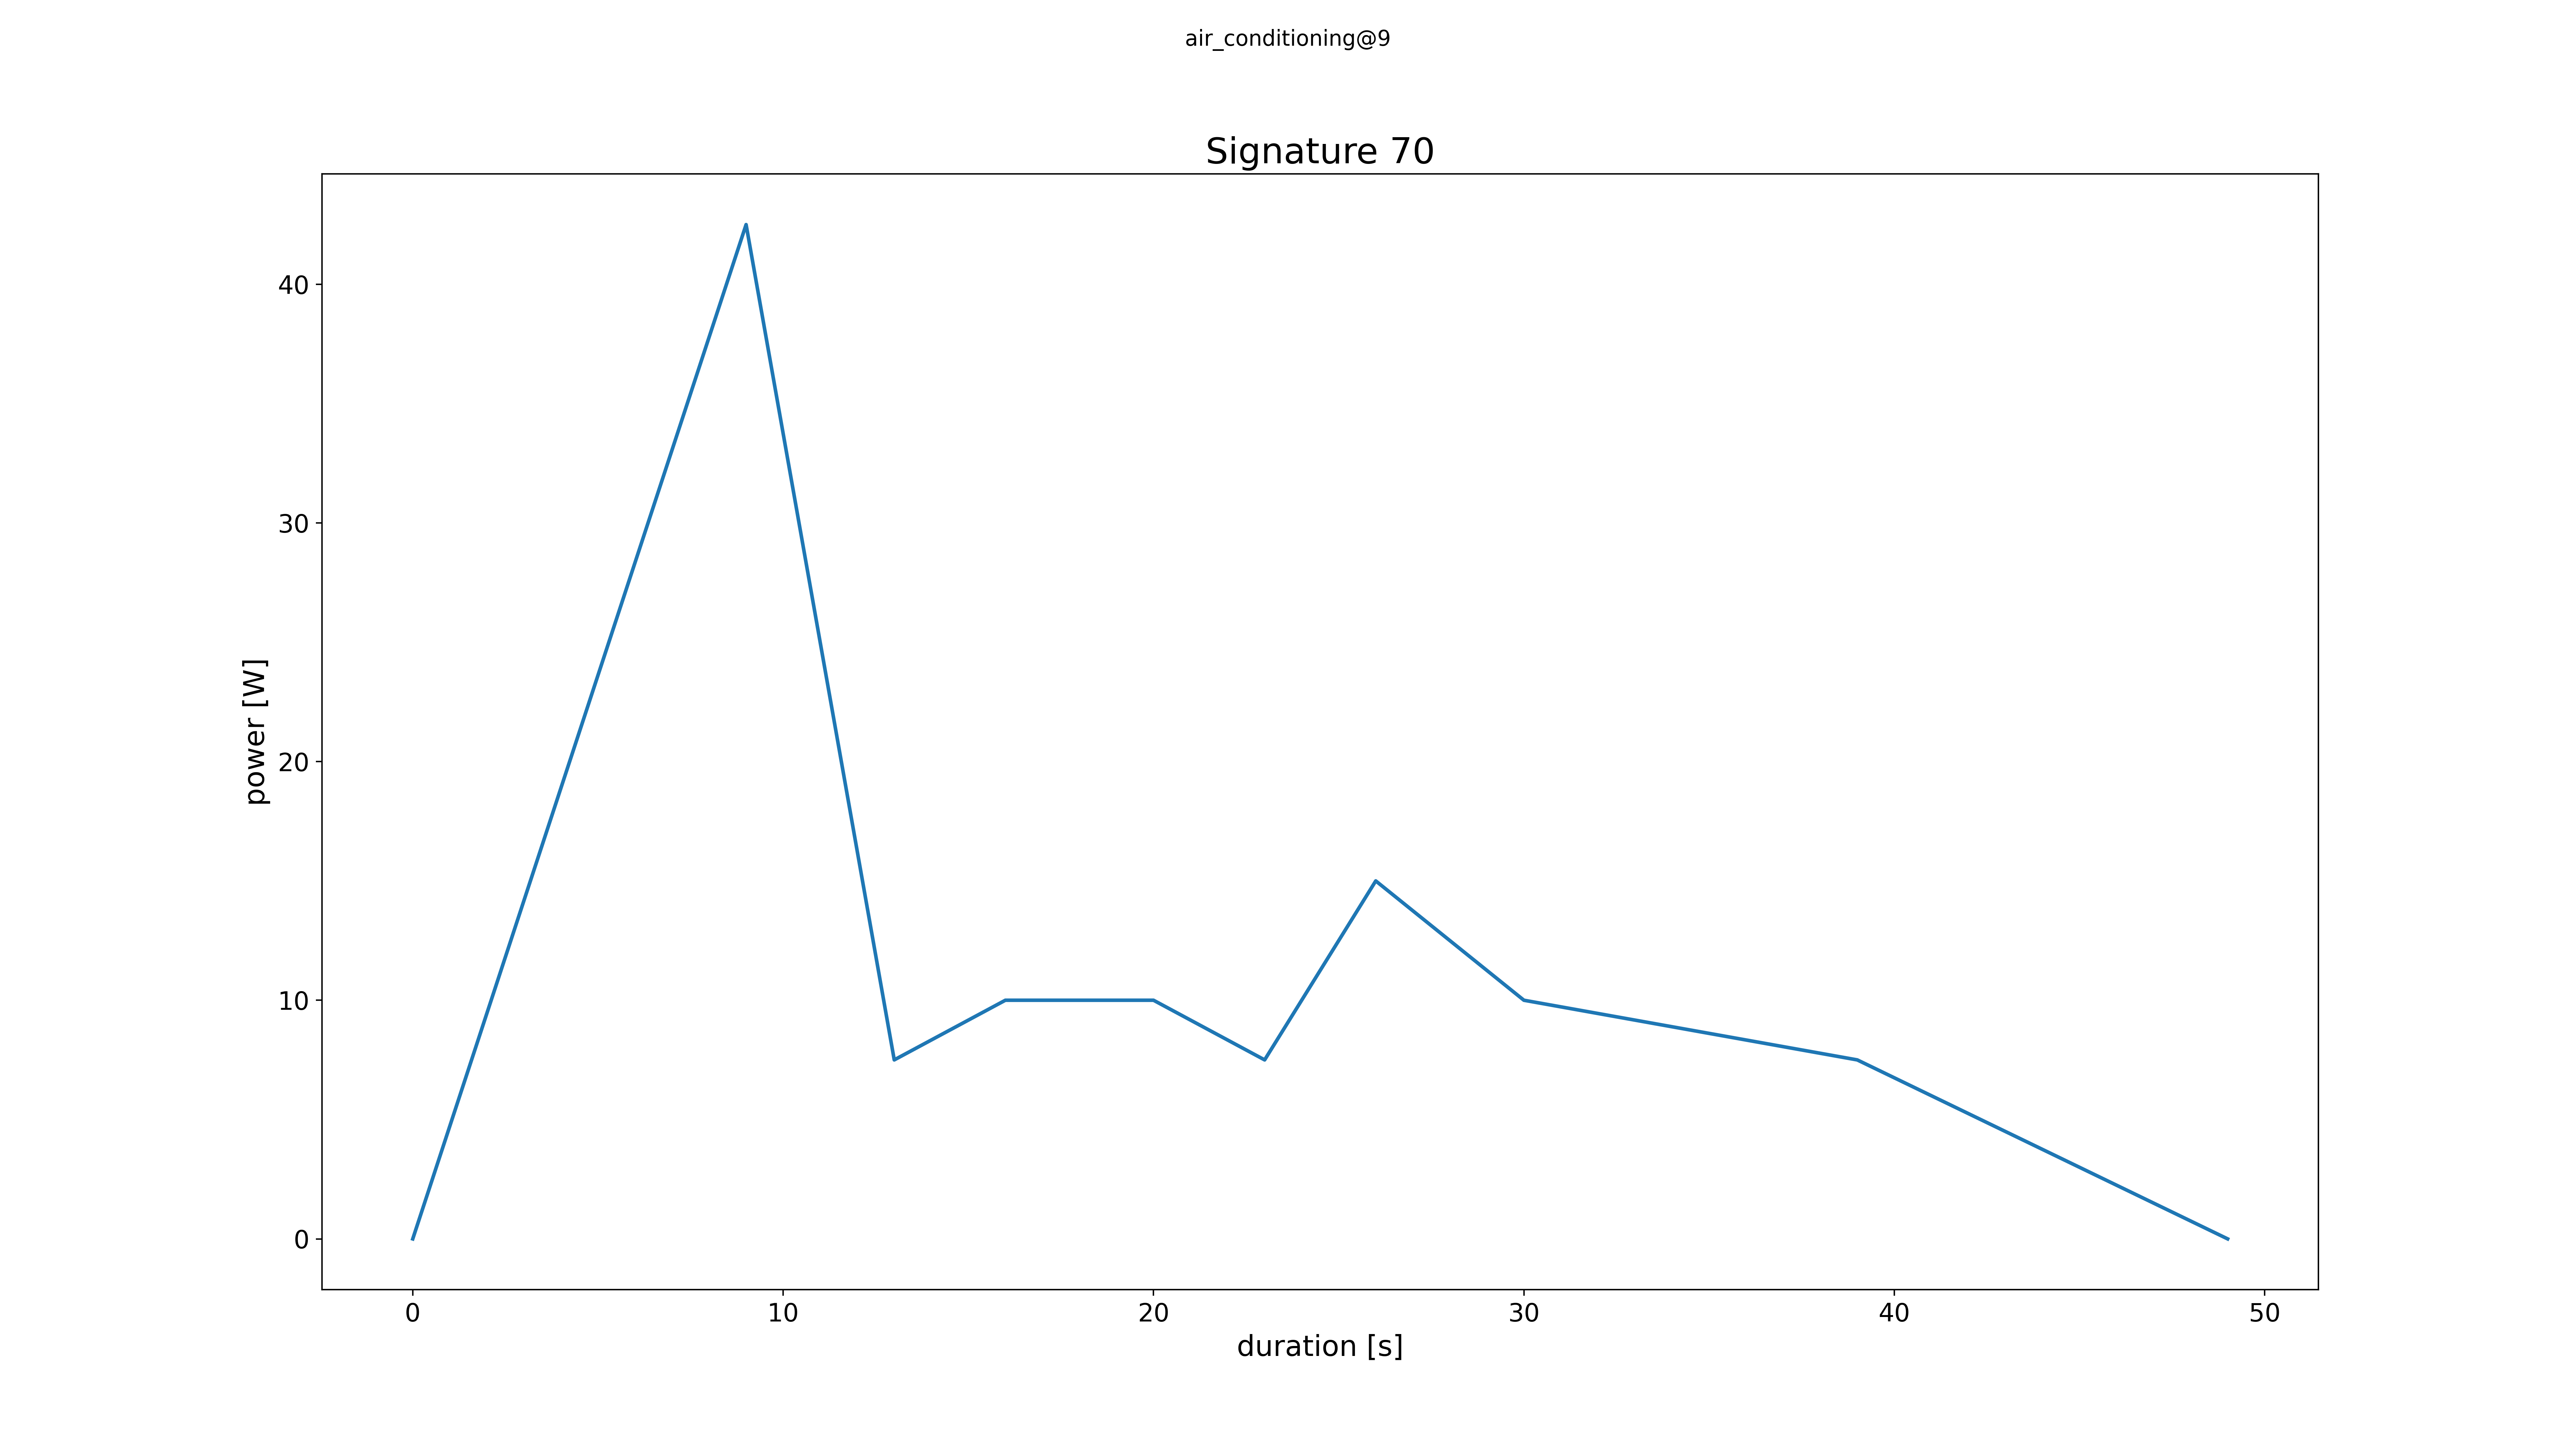 air_conditioning@9
Signature 70
power [W]
40
30
20
10
0
0 10 20 30 40 50
duration [s]